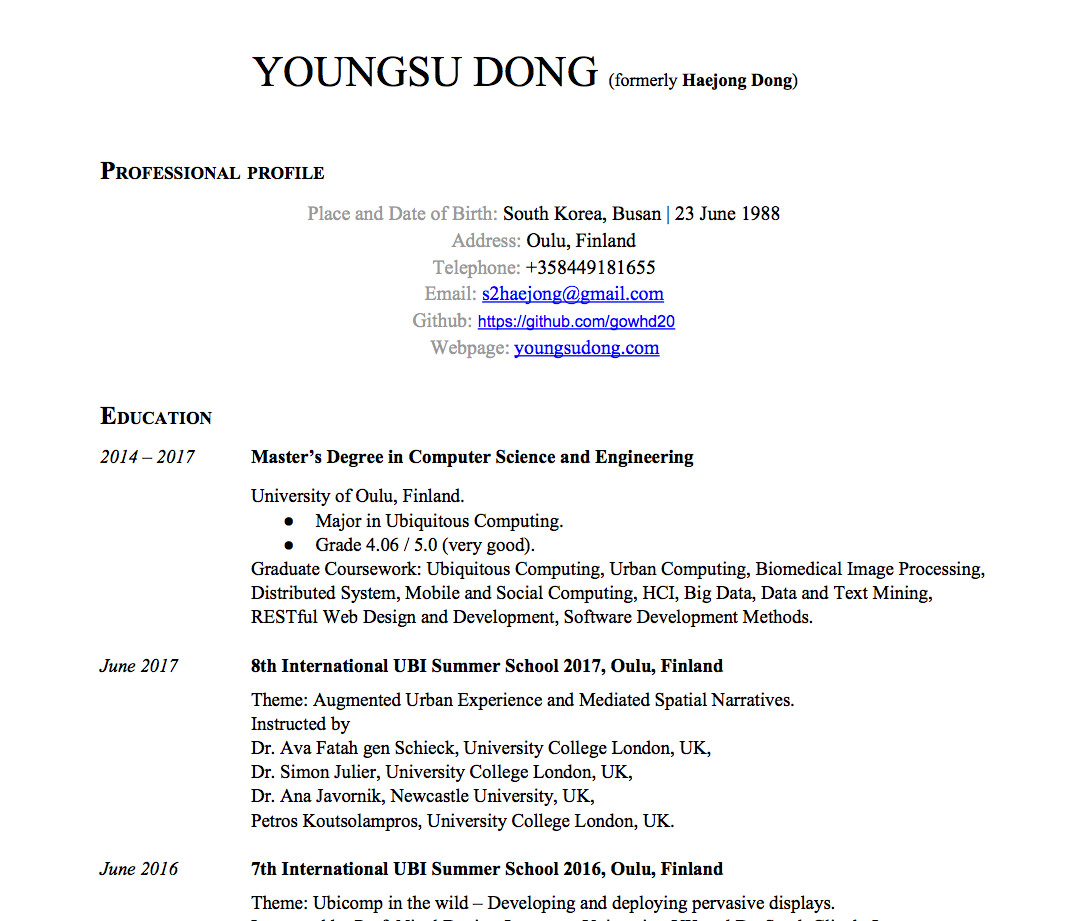 YOUNGSU DONG (formerly Haejong Dong)
PROFESSIONAL PROFILE
Place and Date of Birth: South Korea, Busan | 23 June 1988
Address: Oulu, Finland
Telephone: +358449181655
Email: s2haejong@gmail.com
Github: https://github.com/gowhd20
Webpage: youngsudong.com
EDUCATION
2014 – 2017 Master’s Degree in Computer Science and Engineering
University of Oulu, Finland.
● Major in Ubiquitous Computing.
● Grade 4.06 / 5.0 (very good).
Graduate Coursework: Ubiquitous Computing, Urban Computing, Biomedical Image Processing,
Distributed System, Mobile and Social Computing, HCI, Big Data, Data and Text Mining,
RESTful Web Design and Development, Software Development Methods.
June 2017 8th International UBI Summer School 2017, Oulu, Finland
Theme: Augmented Urban Experience and Mediated Spatial Narratives.
Instructed by
Dr. Ava Fatah gen Schieck, University College London, UK,
Dr. Simon Julier, University College London, UK,
Dr. Ana Javornik, Newcastle University, UK,
Petros Koutsolampros, University College London, UK.
June 2016 7th International UBI Summer School 2016, Oulu, Finland
Theme: Ubicomp in the wild – Developing and deploying pervasive displays.